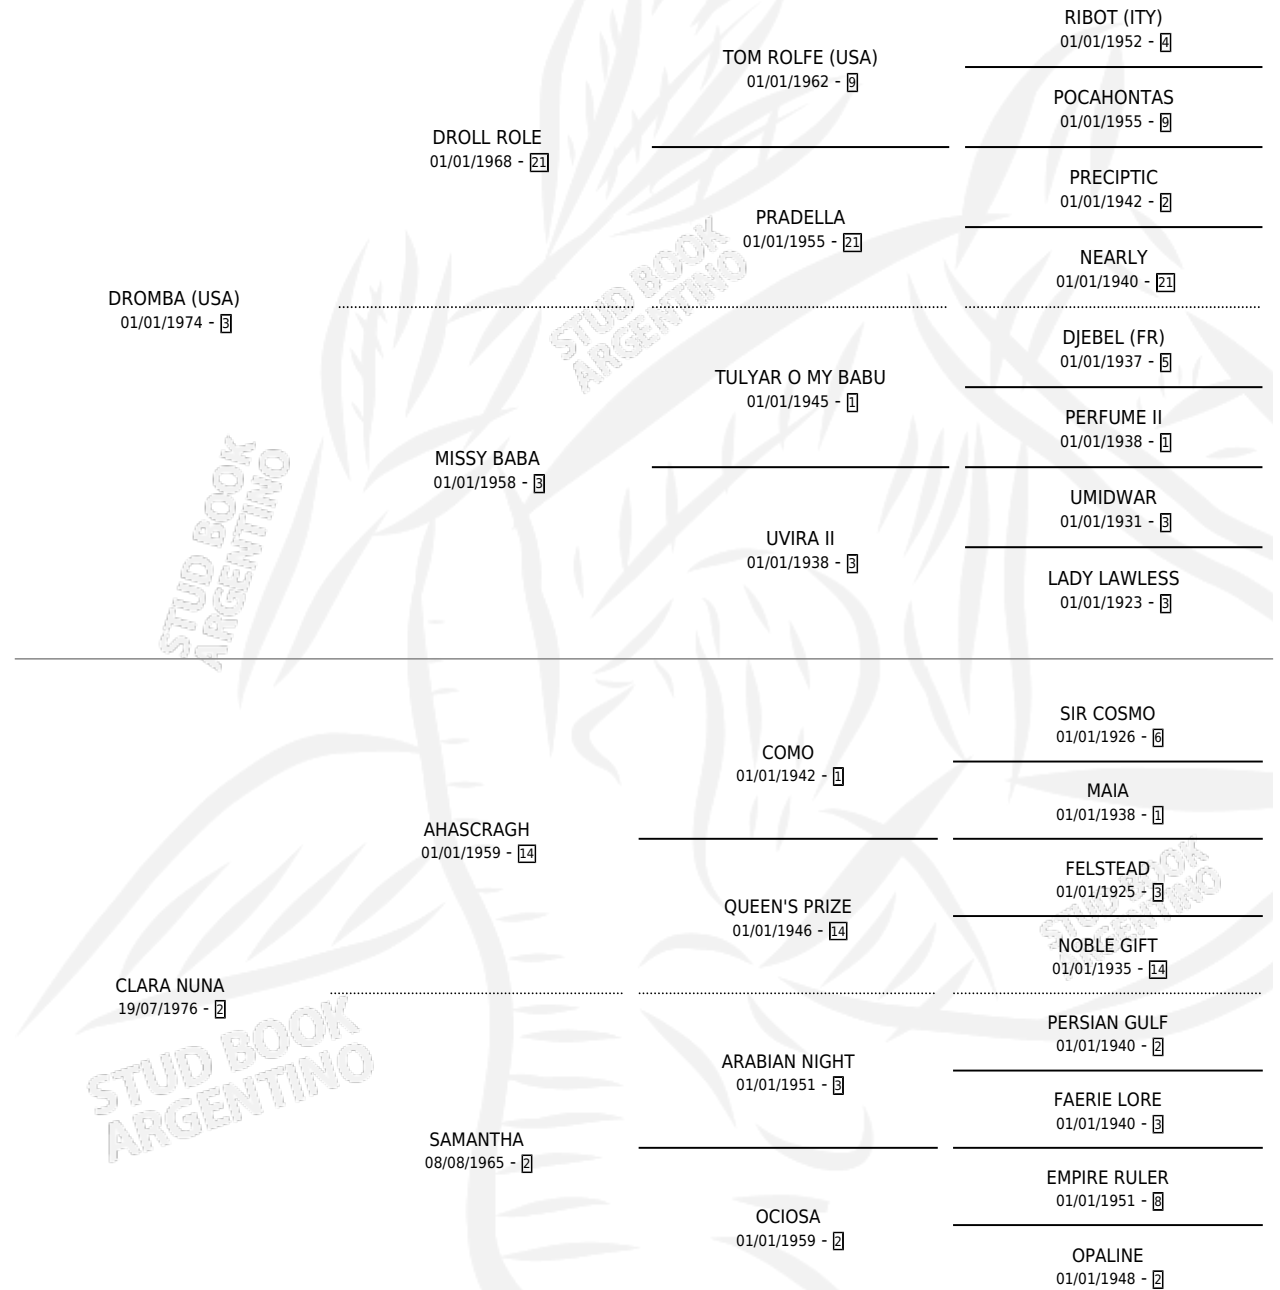 RIBOT (ITY)
01/01/1952 - 4
TOM ROLFE (USA)
01/01/1962 - 9
POCAHONTAS
01/01/1955 - 9
DROLL ROLE
01/01/1968 - 21
PRECIPTIC
01/01/1942 - 2
PRADELLA
01/01/1955 - 21
NEARLY
01/01/1940 - 21
DROMBA (USA)
01/01/1974 - 3
DJEBEL (FR)
01/01/1937 - 5
TULYAR O MY BABU
01/01/1945 - 1
PERFUME II
01/01/1938 - 1
MISSY BABA
01/01/1958 - 3
UMIDWAR
01/01/1931 - 3
UVIRA II
01/01/1938 - 3
LADY LAWLESS
01/01/1923 - 3
STUD BOOK
ARGENTINO
STUD BOOK
ARGENTINO
SIR COSMO
01/01/1926 - 6
COMO
01/01/1942 - 1
MAIA
01/01/1938 - 1
AHASCRAGH
01/01/1959 - 14
FELSTEAD
01/01/1925 - 3
QUEEN'S PRIZE
01/01/1946 - 14
NOBLE GIFT
01/01/1935 - 14
STUD BOOK
ARGENTINO
CLARA NUNA
19/07/1976 - 2
PERSIAN GULF
01/01/1940 - 2
ARABIAN NIGHT
01/01/1951 - 3
FAERIE LORE
01/01/1940 - 3
STUD BOOK
ARGENTINO
SAMANTHA
08/08/1965 - 2
EMPIRE RULER
01/01/1951 - 8
OCIOSA
01/01/1959 - 2
OPALINE
01/01/1948 - 2